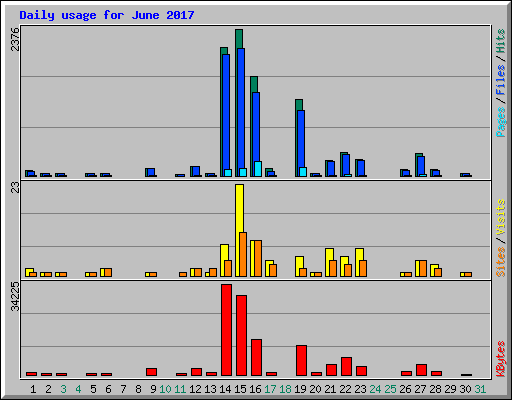 Daily usage for June 2017
2376
Pages / Files / Hits
23
Sites / Visits
34225
KBytes
1 2 3 4 5 6 7 8 9 10 11 12 13 14 15 16 17 18 19 20 21 22 23 24 25 26 27 28 29 30 31